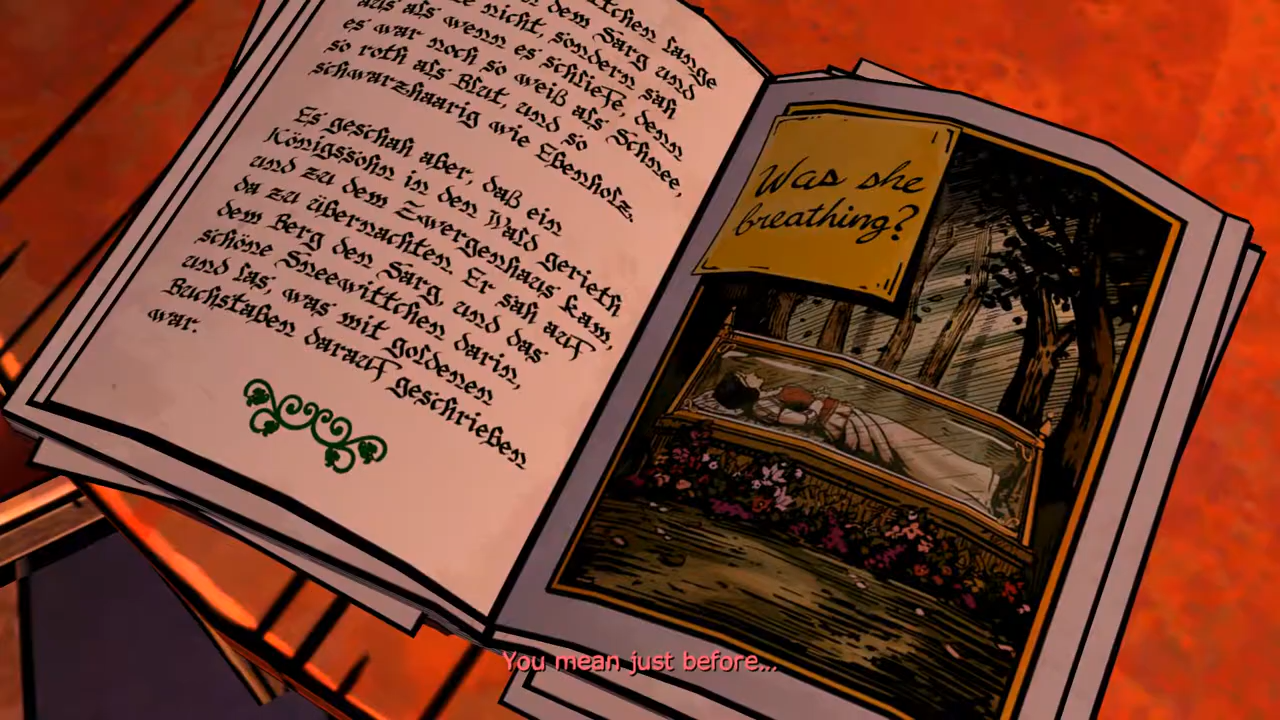 lange
dem Sarg und
nicht, sondern sah
aus als wenn es schliefe, denn
es war noch so weiß als Schnee,
so roth als Blut, und so
schwarzhaarig wie Ebenholz.
Es geschah aber, daß ein
Königssohn in den Wald gerieth
und zu dem Zwergenhaus kam,
da zu übernachten. Er sah auf
dem Berg den Sarg, und das
schöne Sneewittchen darin,
und las, was mit goldenen
Buchstaben darauf geschrieben
war.
Was she
breathing?
You mean just before...